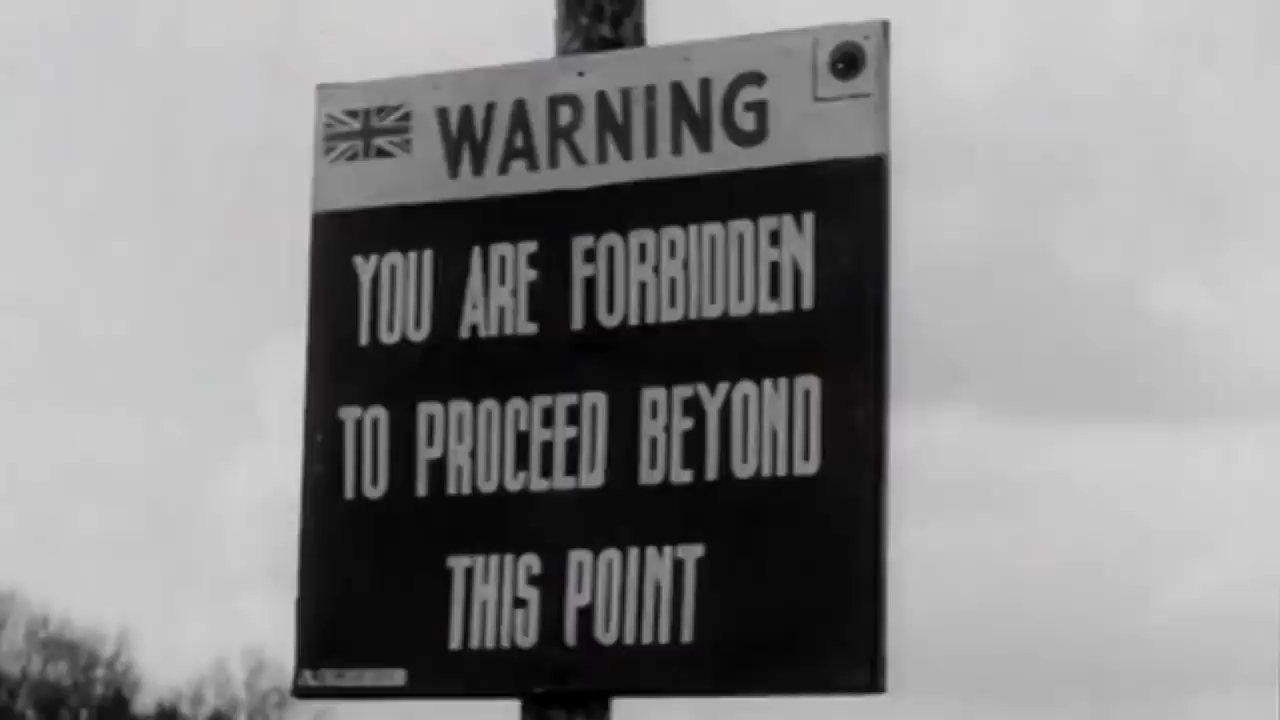 WARNING
YOU ARE FORBIDDEN
TO PROCEED BEYOND
THIS POINT